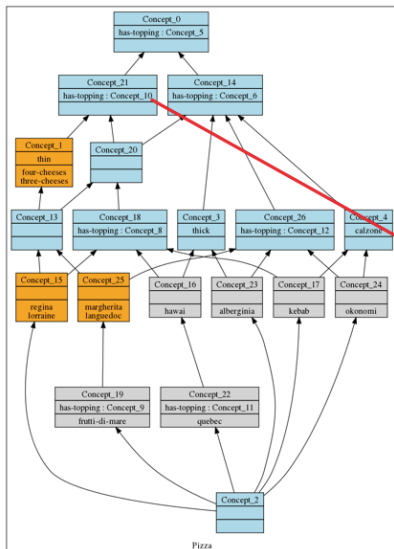 Concept_0
has-topping : Concept_5
Concept_21
has-topping : Concept_10
Concept_14
has-topping : Concept_6
Concept_1
thin
four-cheeses
three-cheeses
Concept_20
Concept_13
Concept_18
has-topping : Concept_8
Concept_3
thick
Concept_26
has-topping : Concept_12
Concept_4
calzone
Concept_15
regina
lorraine
Concept_25
margherita
languedoc
Concept_16
hawai
Concept_23
alberginia
Concept_17
kebab
Concept_24
okonomi
Concept_19
has-topping : Concept_9
frutti-di-mare
Concept_22
has-topping : Concept_11
quebec
Concept_2
Pizza